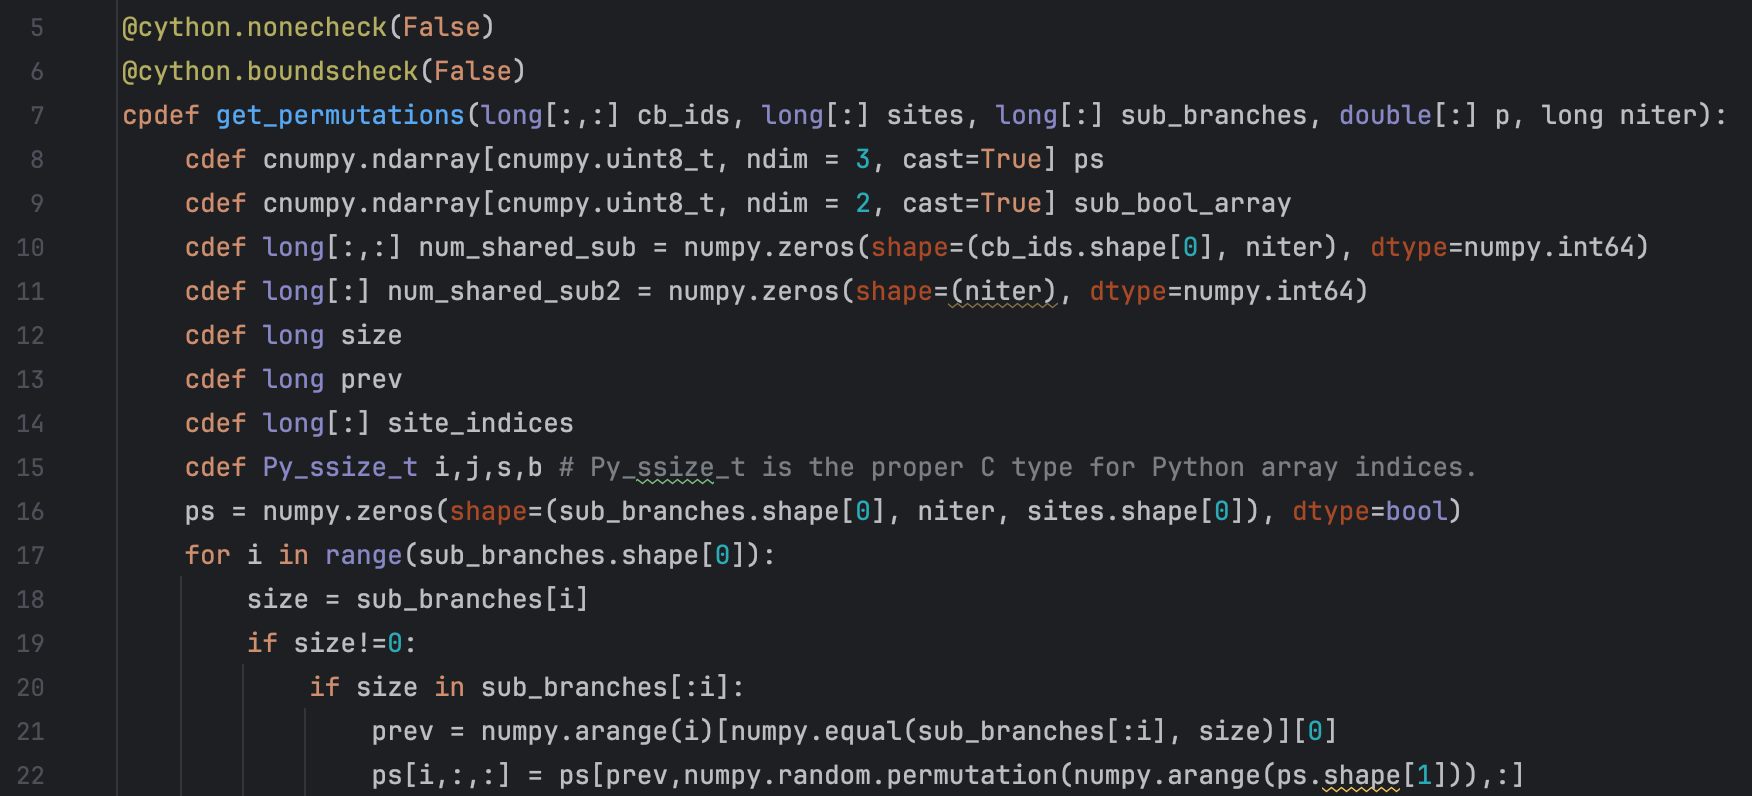 5 @cython.nonecheck(False)
6 @cython.boundscheck(False)
7 cpdef get_permutations(long[:,:] cb_ids, long[:] sites, long[:] sub_branches, double[:] p, long niter):
8     cdef cnumpy.ndarray[cnumpy.uint8_t, ndim = 3, cast=True] ps
9     cdef cnumpy.ndarray[cnumpy.uint8_t, ndim = 2, cast=True] sub_bool_array
10     cdef long[:,:] num_shared_sub = numpy.zeros(shape=(cb_ids.shape[0], niter), dtype=numpy.int64)
11     cdef long[:] num_shared_sub2 = numpy.zeros(shape=(niter), dtype=numpy.int64)
12     cdef long size
13     cdef long prev
14     cdef long[:] site_indices
15     cdef Py_ssize_t i,j,s,b # Py_ssize_t is the proper C type for Python array indices.
16     ps = numpy.zeros(shape=(sub_branches.shape[0], niter, sites.shape[0]), dtype=bool)
17     for i in range(sub_branches.shape[0]):
18         size = sub_branches[i]
19         if size!=0:
20             if size in sub_branches[:i]:
21                 prev = numpy.arange(i)[numpy.equal(sub_branches[:i], size)][0]
22                 ps[i,:,:] = ps[prev,numpy.random.permutation(numpy.arange(ps.shape[1])),:]